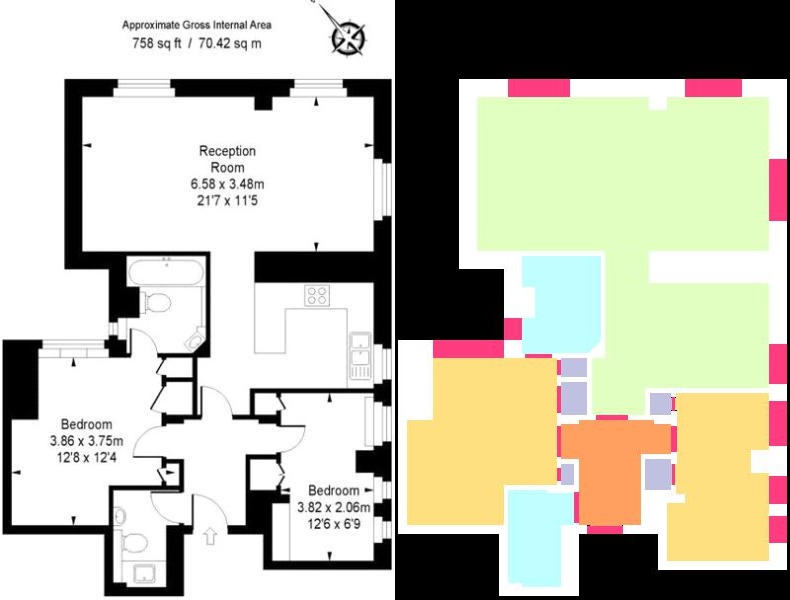 Approximate Gross Internal Area
758 sq ft / 70.42 sq m
Reception
Room
6.58 x 3.48m
21'7 x 11'5
Bedroom
3.86 x 3.75m
12'8 x 12'4
Bedroom
3.82 x 2.06m
12'6 x 6'9